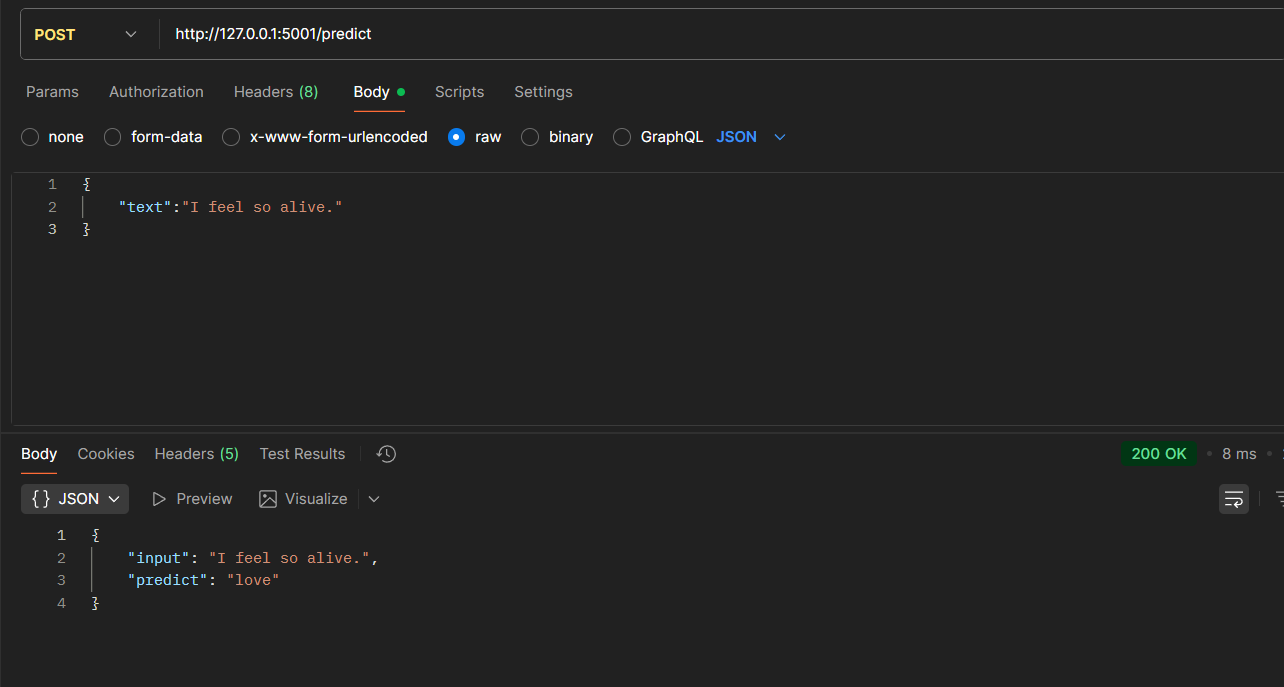 POST http://127.0.0.1:5001/predict
Params Authorization Headers (8) Body Scripts Settings
none form-data x-www-form-urlencoded raw binary GraphQL JSON
1 {
2 "text":"I feel so alive."
3 }
Body Cookies Headers (5) Test Results 200 OK • 8 ms •
{} JSON Preview Visualize
1 {
2 "input": "I feel so alive.",
3 "predict": "love"
4 }